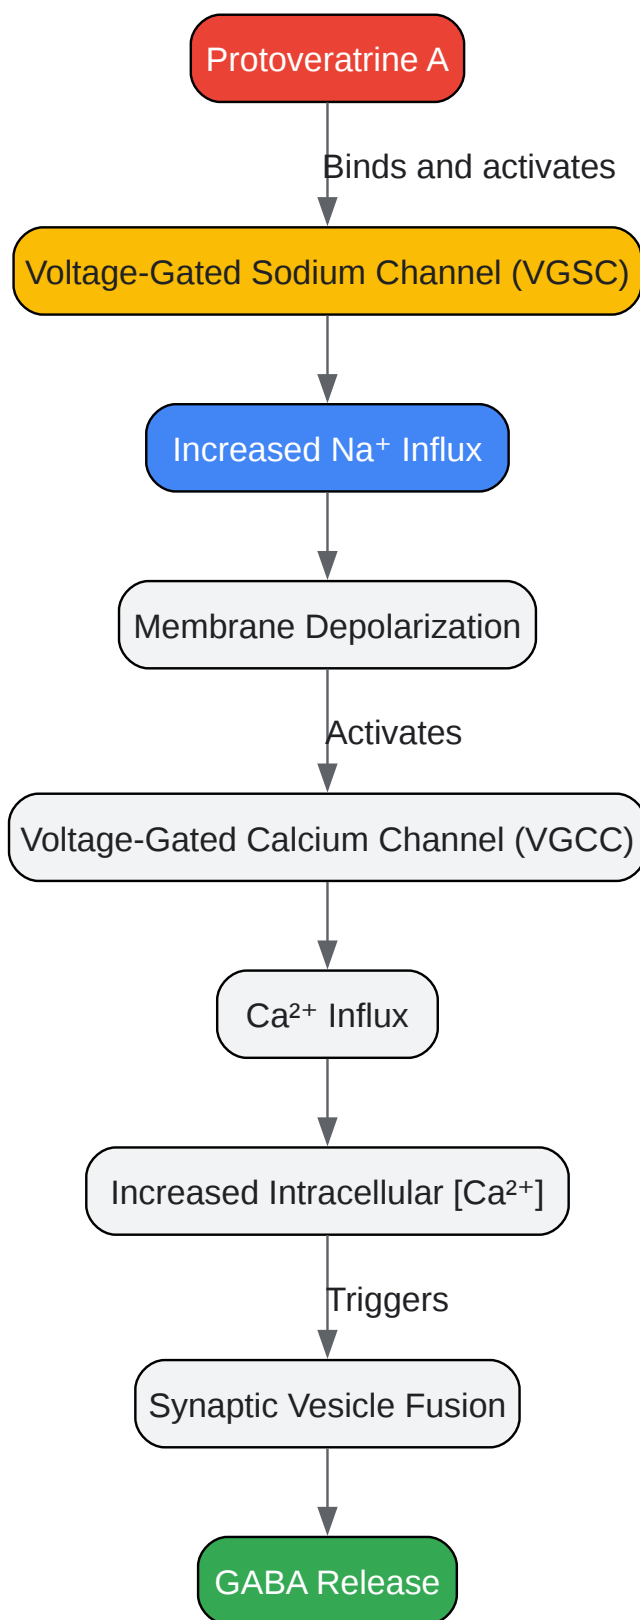 Protoveratrine A
Binds and activates
Voltage-Gated Sodium Channel (VGSC)
Increased Na⁺ Influx
Membrane Depolarization
Activates
Voltage-Gated Calcium Channel (VGCC)
Ca²⁺ Influx
Increased Intracellular [Ca²⁺]
Triggers
Synaptic Vesicle Fusion
GABA Release